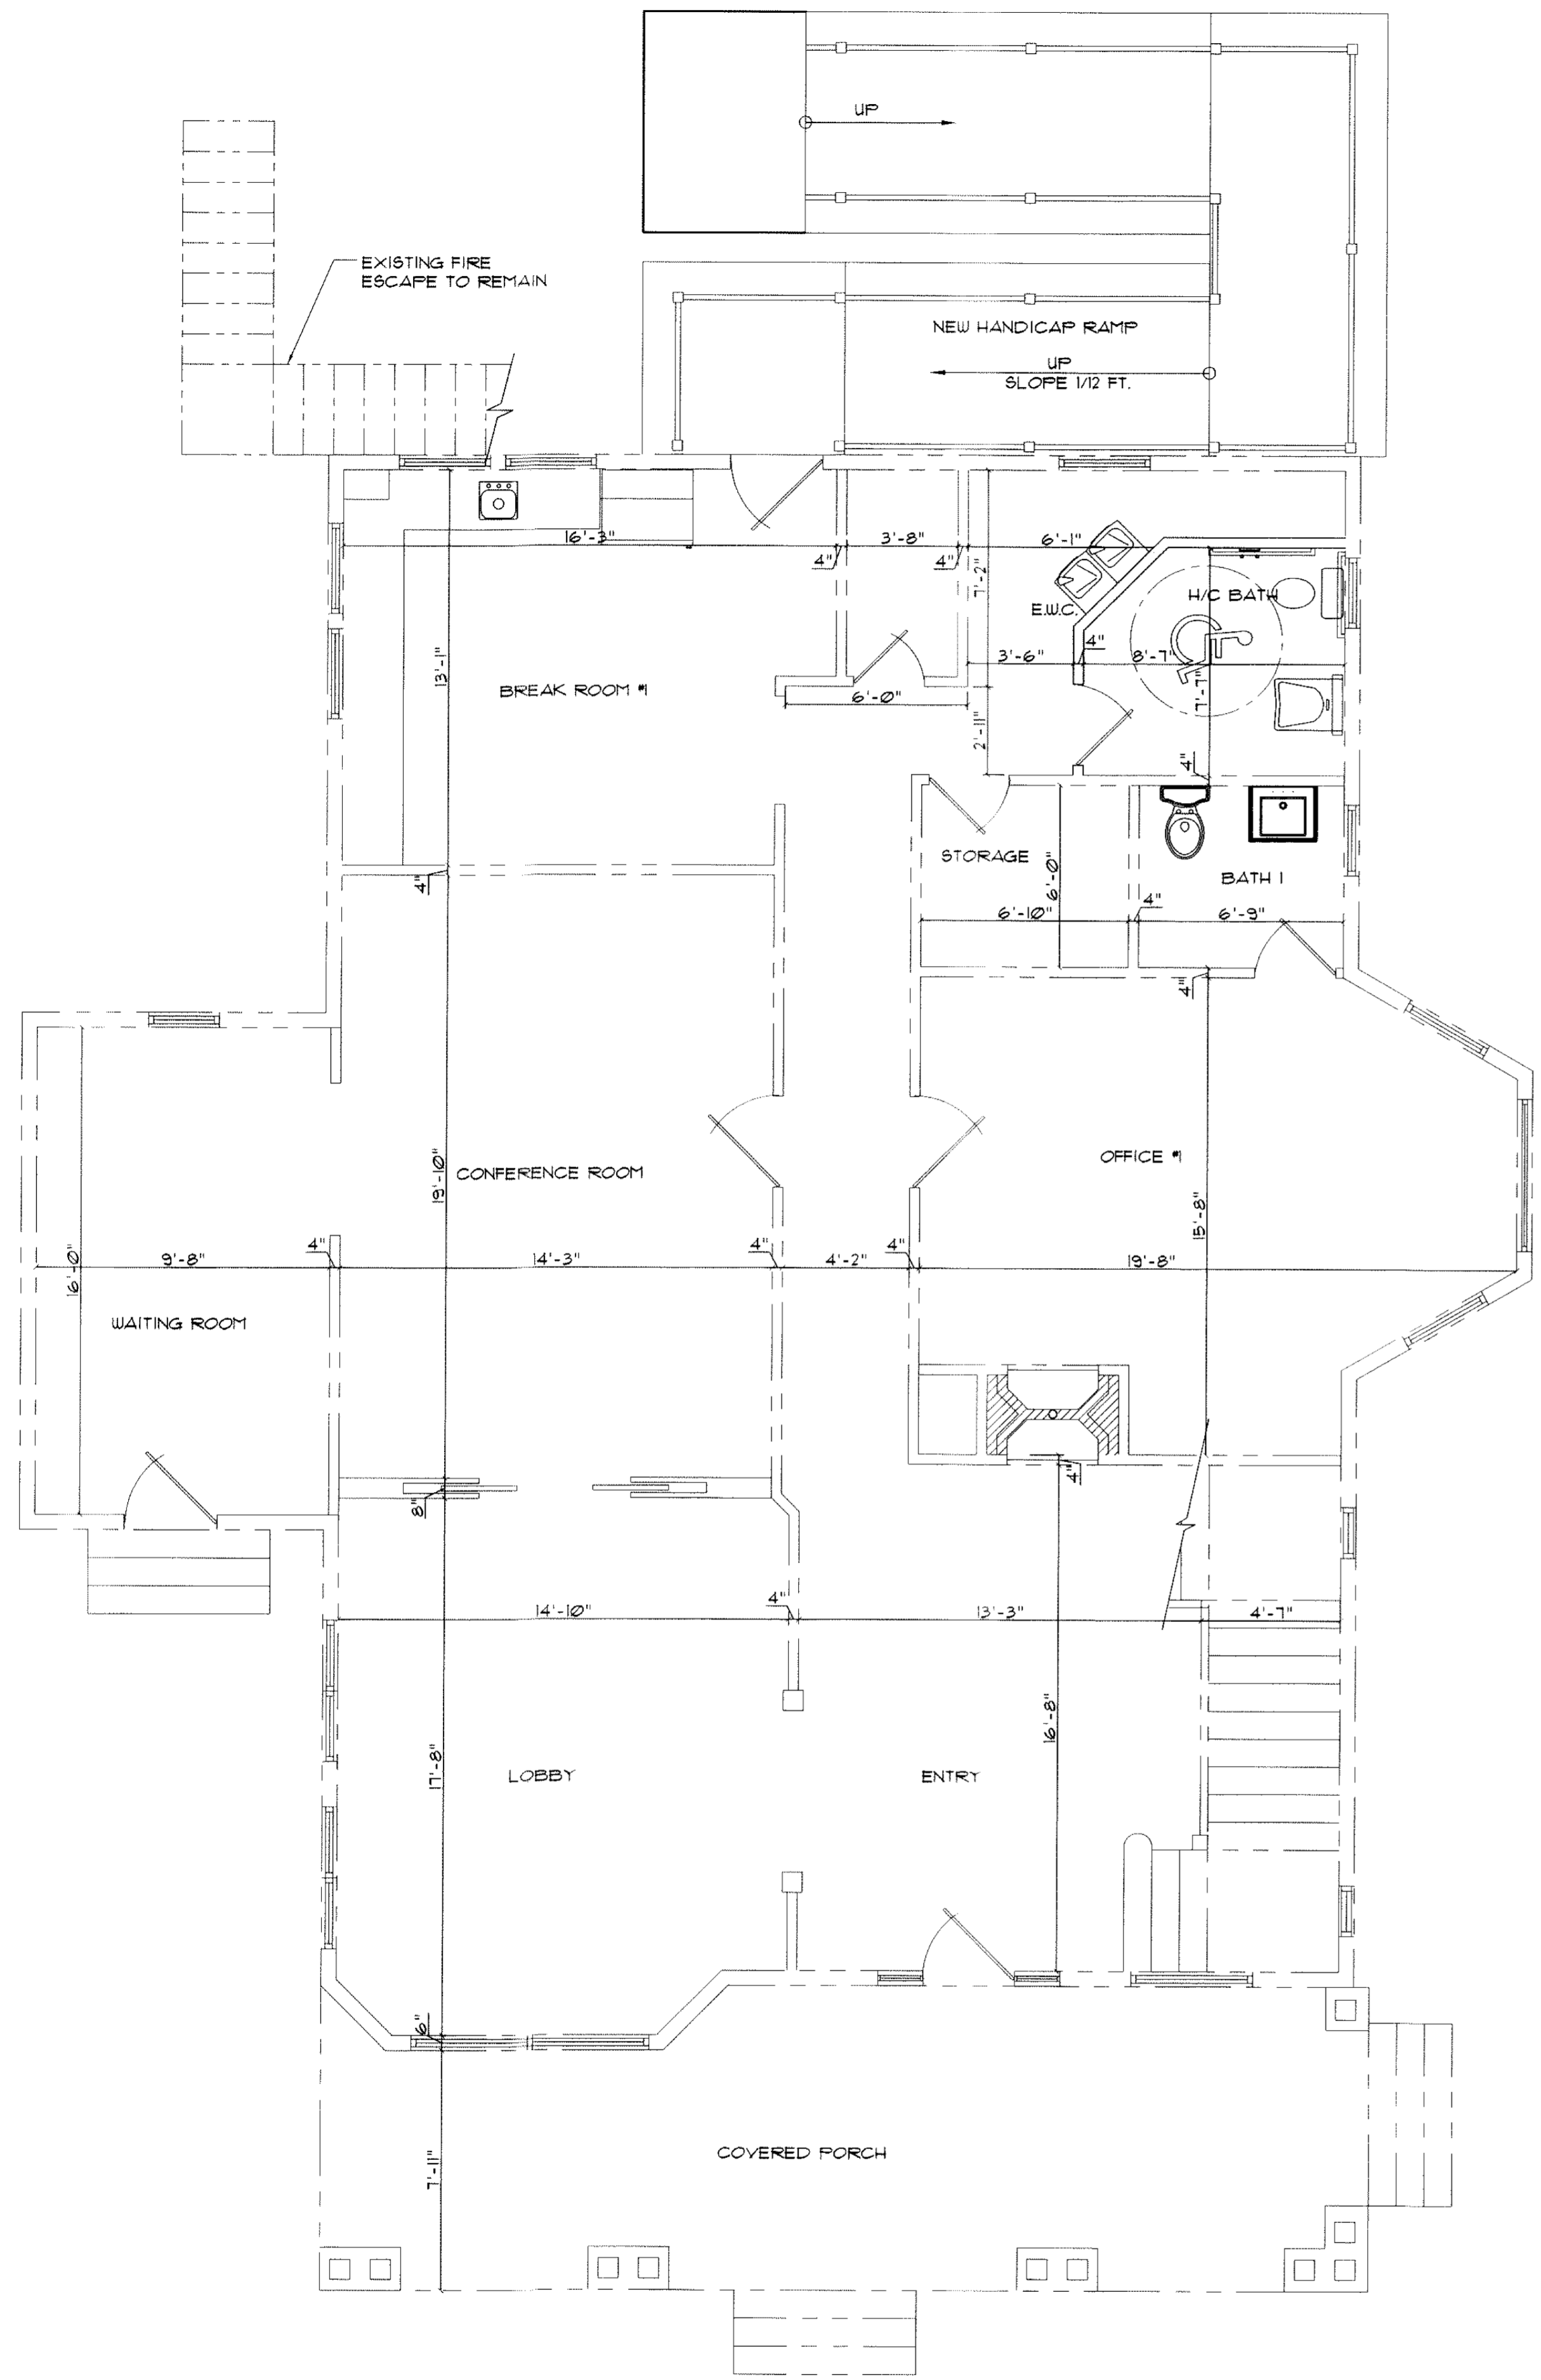 UP
EXISTING FIRE
ESCAPE TO REMAIN
NEW HANDICAP RAMP
UP
SLOPE 1/12 FT.
16'-3"
4"
3'-8"
4"
6'-1"
7'-2"
E.W.C.
H/C BATH
4"
3'-6"
8'-7"
7'-7"
13'-1"
BREAK ROOM #1
6'-0"
2'-11"
4"
STORAGE
6'-0"
BATH 1
4"
6'-10"
4"
6'-9"
4"
OFFICE #1
CONFERENCE ROOM
19'-10"
15'-8"
16'-0"
9'-8"
4"
14'-3"
4"
4'-2"
4"
19'-8"
WAITING ROOM
8"
4"
14'-10"
4"
13'-3"
4'-7"
16'-8"
17'-8"
LOBBY
ENTRY
6"
COVERED PORCH
7'-11"